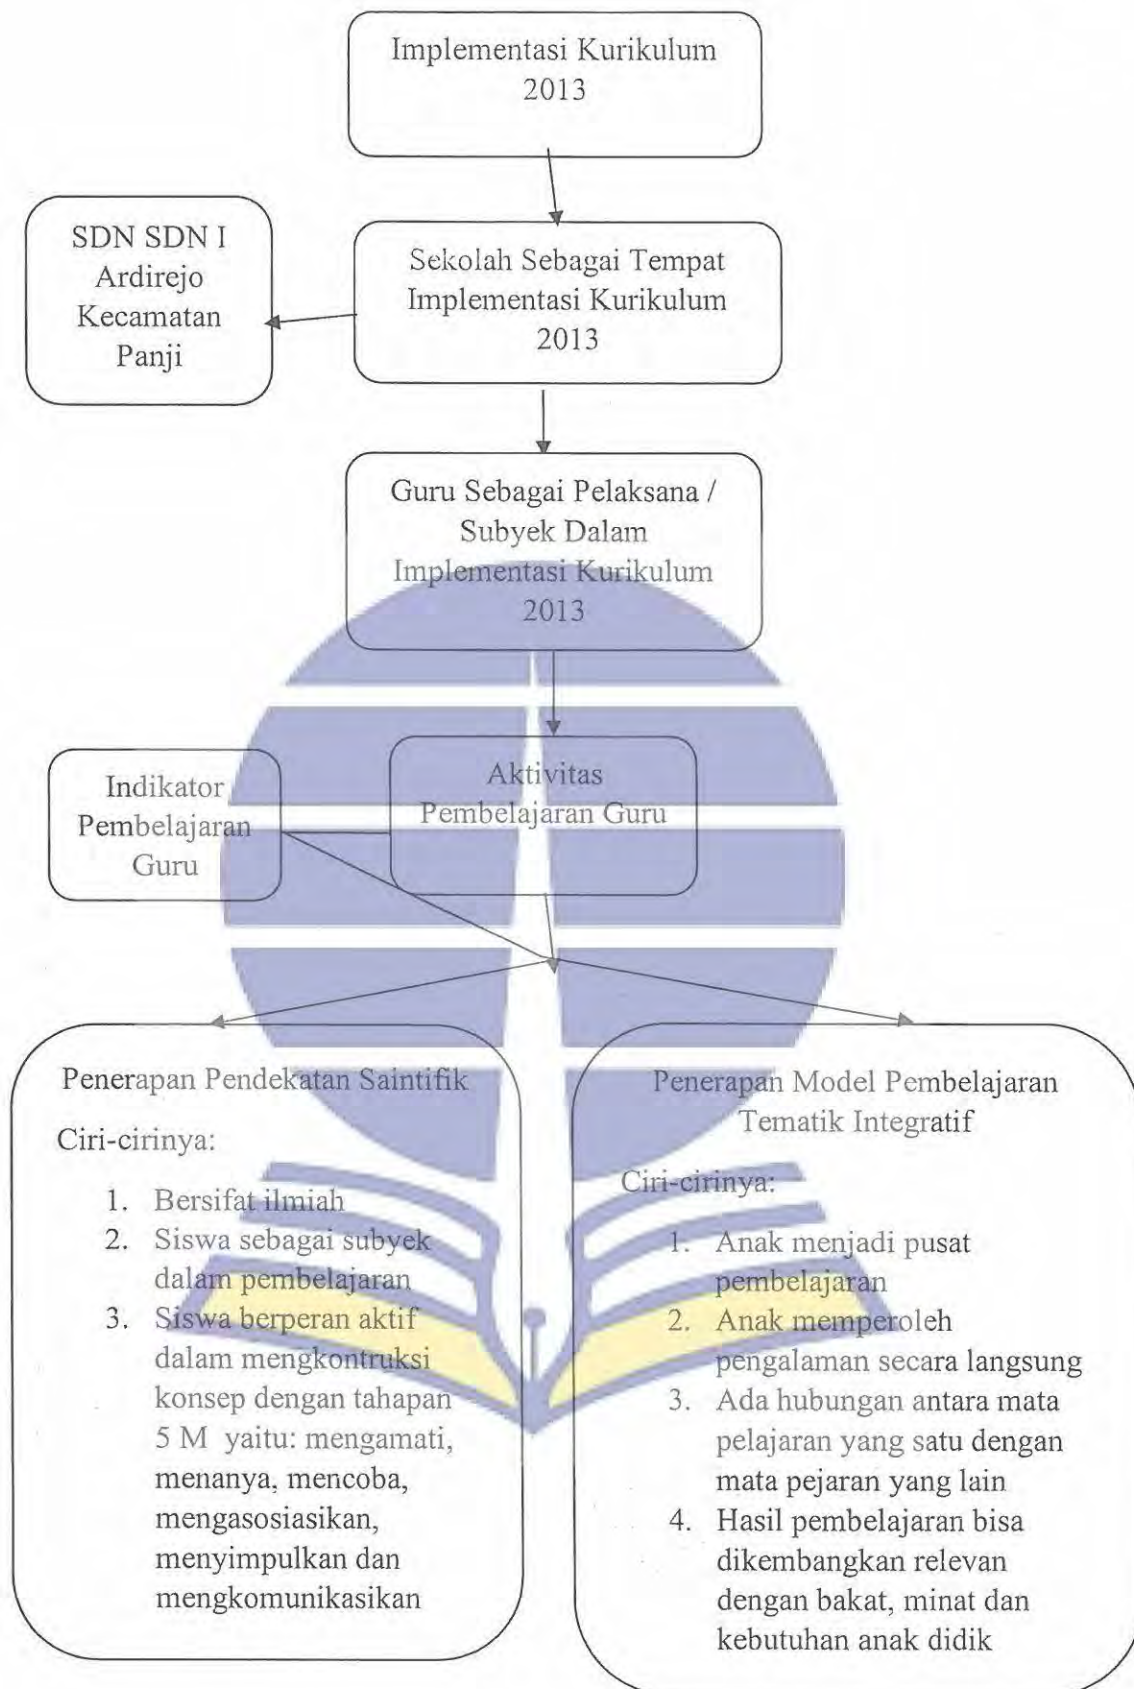 Implementasi Kurikulum
2013
SDN SDN I
Ardirejo
Kecamatan
Panji
Sekolah Sebagai Tempat
Implementasi Kurikulum
2013
Guru Sebagai Pelaksana /
Subyek Dalam
Implementasi Kurikulum
2013
Indikator
Pembelajaran
Guru
Aktivitas
Pembelajaran Guru
Penerapan Pendekatan Saintifik
Ciri-cirinya:
1. Bersifat ilmiah
2. Siswa sebagai subyek
dalam pembelajaran
3. Siswa berperan aktif
dalam mengkontruksi
konsep dengan tahapan
5 M yaitu: mengamati,
menanya, mencoba,
mengasosiasikan,
menyimpulkan dan
mengkomunikasikan
Penerapan Model Pembelajaran
Tematik Integratif
Ciri-cirinya:
1. Anak menjadi pusat
pembelajaran
2. Anak memperoleh
pengalaman secara langsung
3. Ada hubungan antara mata
pelajaran yang satu dengan
mata pejaran yang lain
4. Hasil pembelajaran bisa
dikembangkan relevan
dengan bakat, minat dan
kebutuhan anak didik